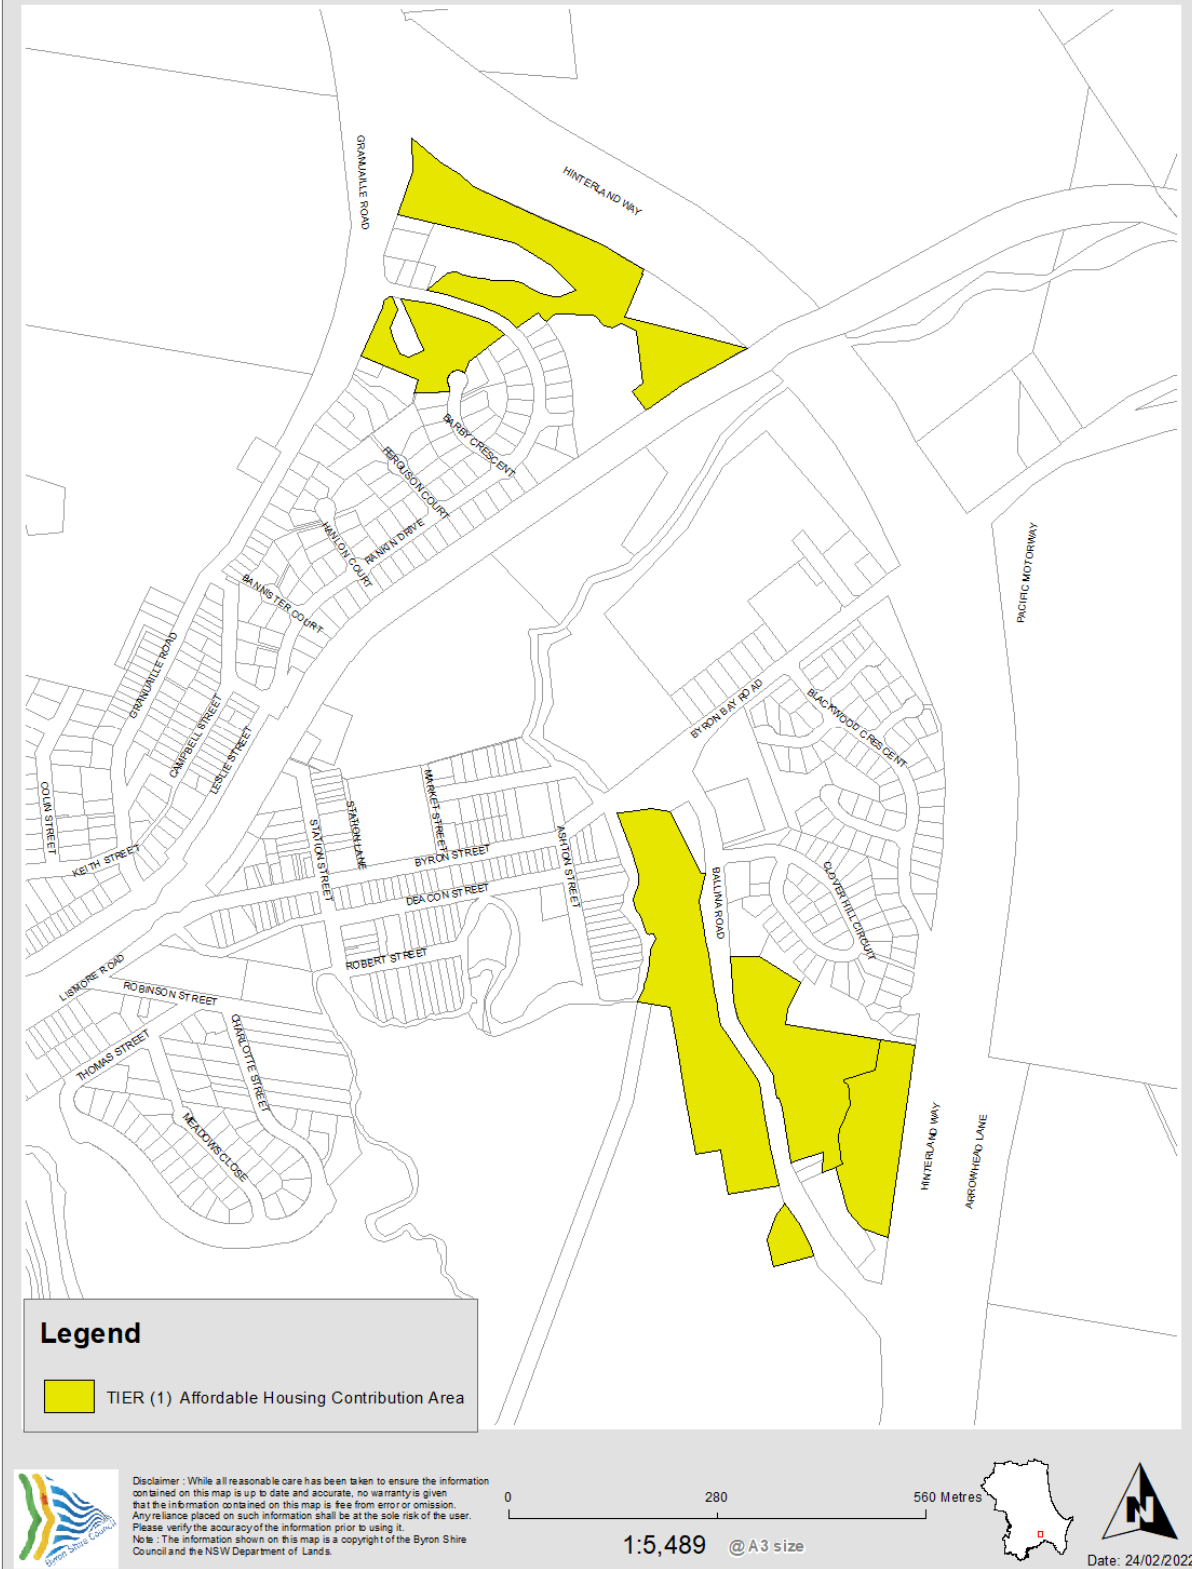 GRANUAILLE ROAD
HINTERLAND WAY
BARBY CRESCENT
FERGUSON COURT
HANLON COURT
RANKIN DRIVE
BANNISTER COURT
PACIFIC MOTORWAY
GRANUAILLE ROAD
CAMPBELL STREET
LESLIE STREET
BYRON BAY ROAD
BLACKWOOD CRESCENT
COLIN STREET
KEITH STREET
STATION STREET
STATION LANE
MARKET STREET
BYRON STREET
DEACON STREET
ASHTON STREET
BALLINA ROAD
CLOVER HILL CIRCUIT
ROBERT STREET
LISMORE ROAD
ROBINSON STREET
THOMAS STREET
CHARLOTTE STREET
MEADOWS CLOSE
HINTERLAND WAY
ARROWHEAD LANE
Legend
TIER (1) Affordable Housing Contribution Area
Byron Shire Council
Disclaimer : While all reasonable care has been taken to ensure the information
contained on this map is up to date and accurate, no warranty is given
that the information contained on this map is free from error or omission.
Any reliance placed on such information shall be at the sole risk of the user.
Please verify the accuracy of the information prior to using it.
Note : The information shown on this map is a copyright of the Byron Shire
Council and the NSW Department of Lands.
0 280 560 Metres
1:5,489 @ A3 size
N
Date: 24/02/2022